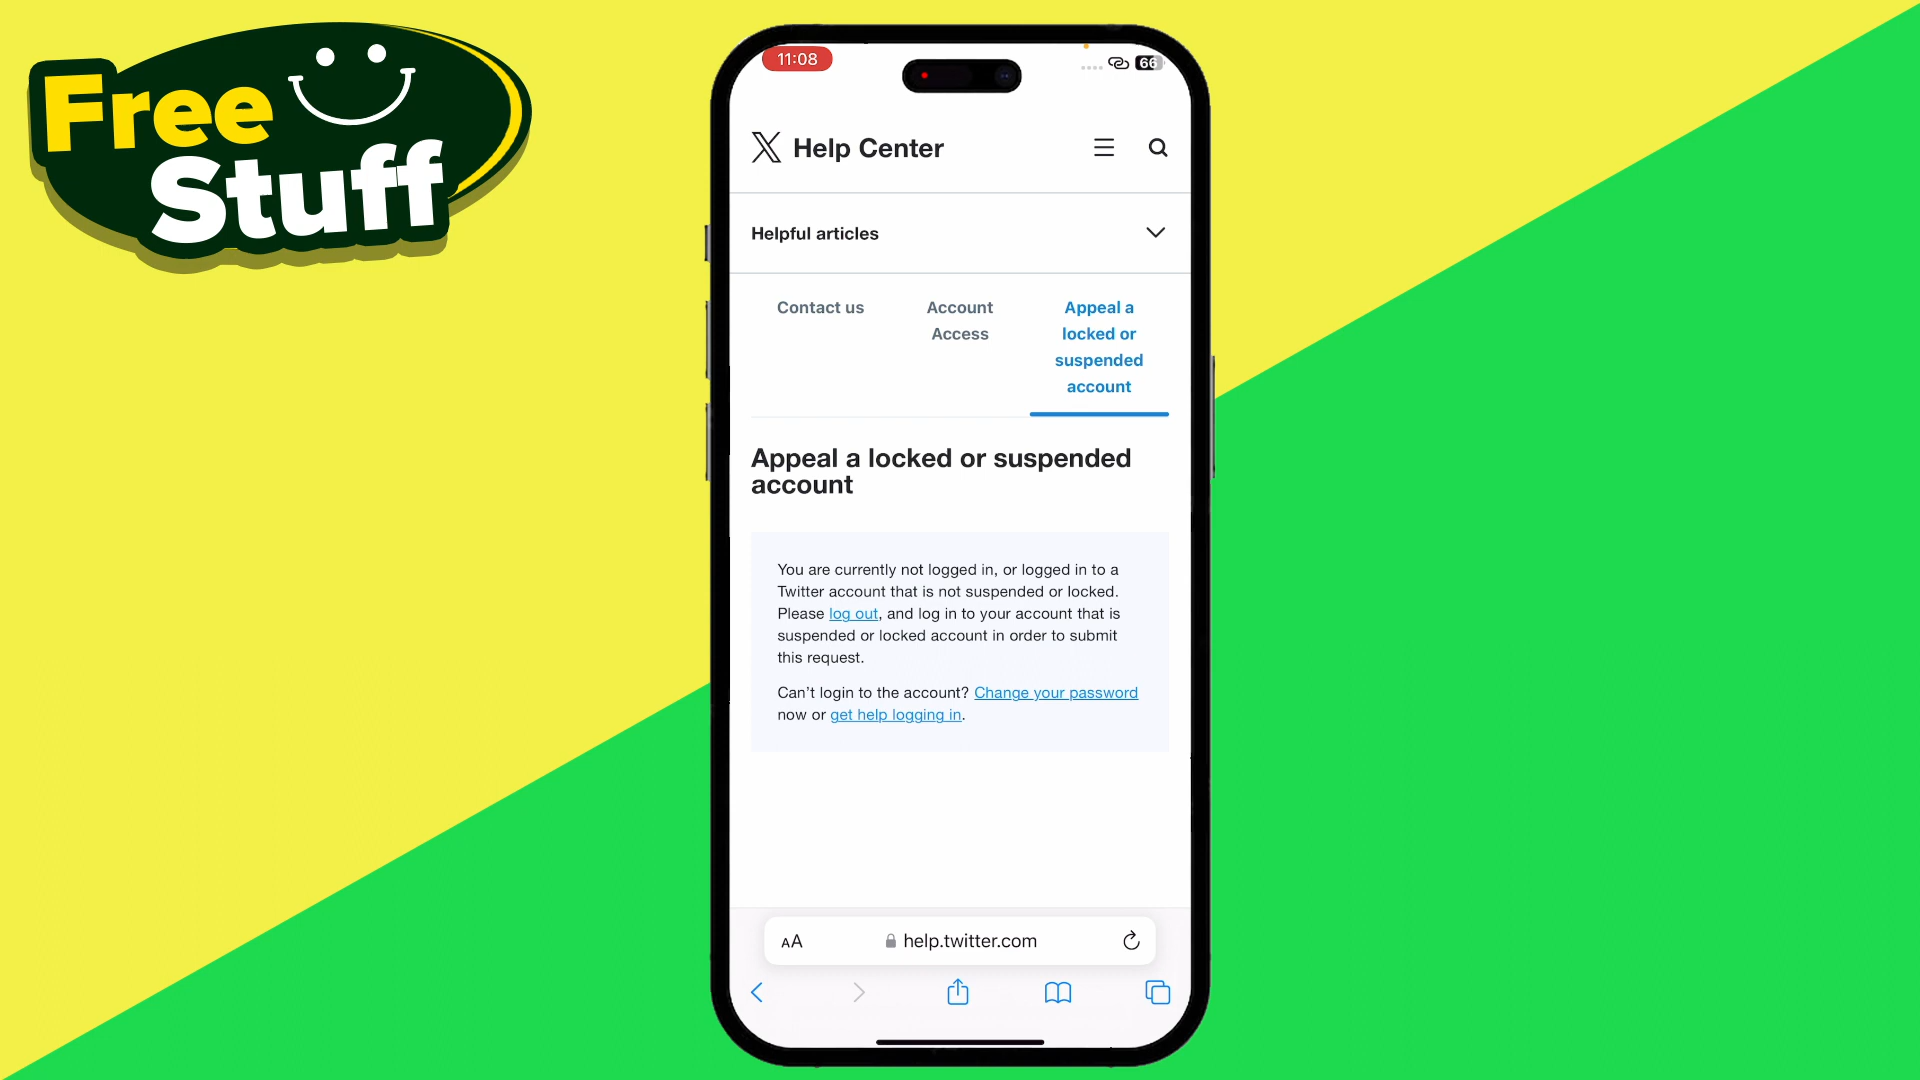 Free
Stuff
11:08
66
X Help Center
Helpful articles
Contact us
Account
Access
Appeal a
locked or
suspended
account
Appeal a locked or suspended
account
You are currently not logged in, or logged in to a
Twitter account that is not suspended or locked.
Please log out, and log in to your account that is
suspended or locked account in order to submit
this request.
Can’t login to the account? Change your password
now or get help logging in.
AA
help.twitter.com